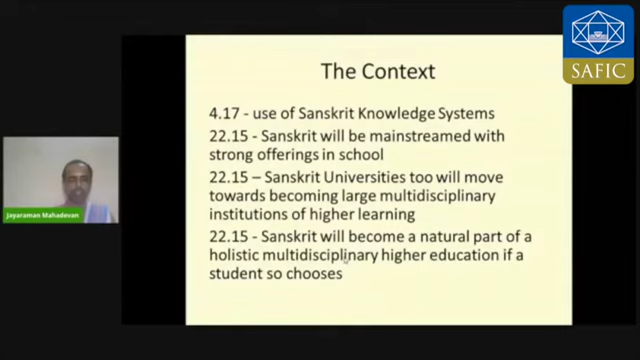 SAFIC
The Context
4.17 - use of Sanskrit Knowledge Systems
22.15 - Sanskrit will be mainstreamed with
strong offerings in school
22.15 – Sanskrit Universities too will move
towards becoming large multidisciplinary
institutions of higher learning
22.15 - Sanskrit will become a natural part of a
holistic multidisciplinary higher education if a
student so chooses
Jayaraman Mahadevan